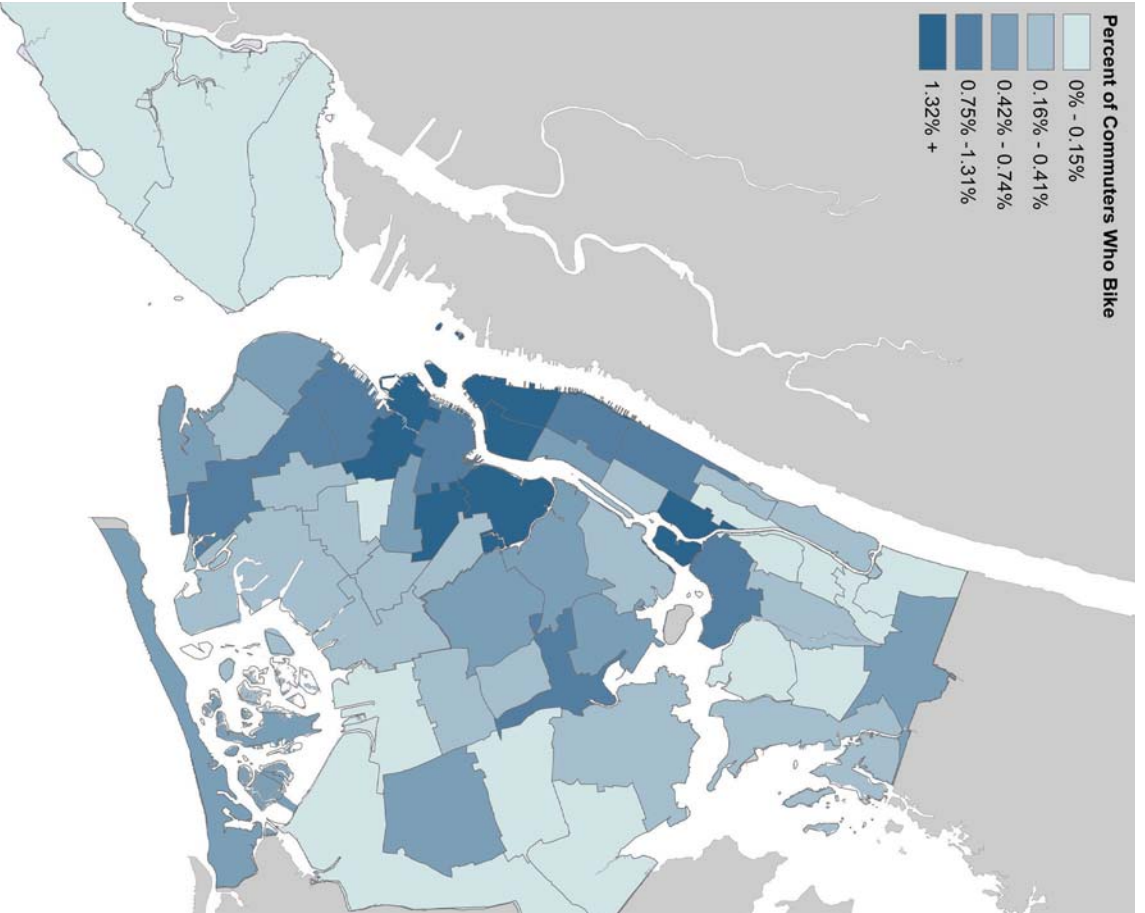 Percent of Commuters Who Bike
0% - 0.15%
0.16% - 0.41%
0.42% - 0.74%
0.75% -1.31%
1.32% +